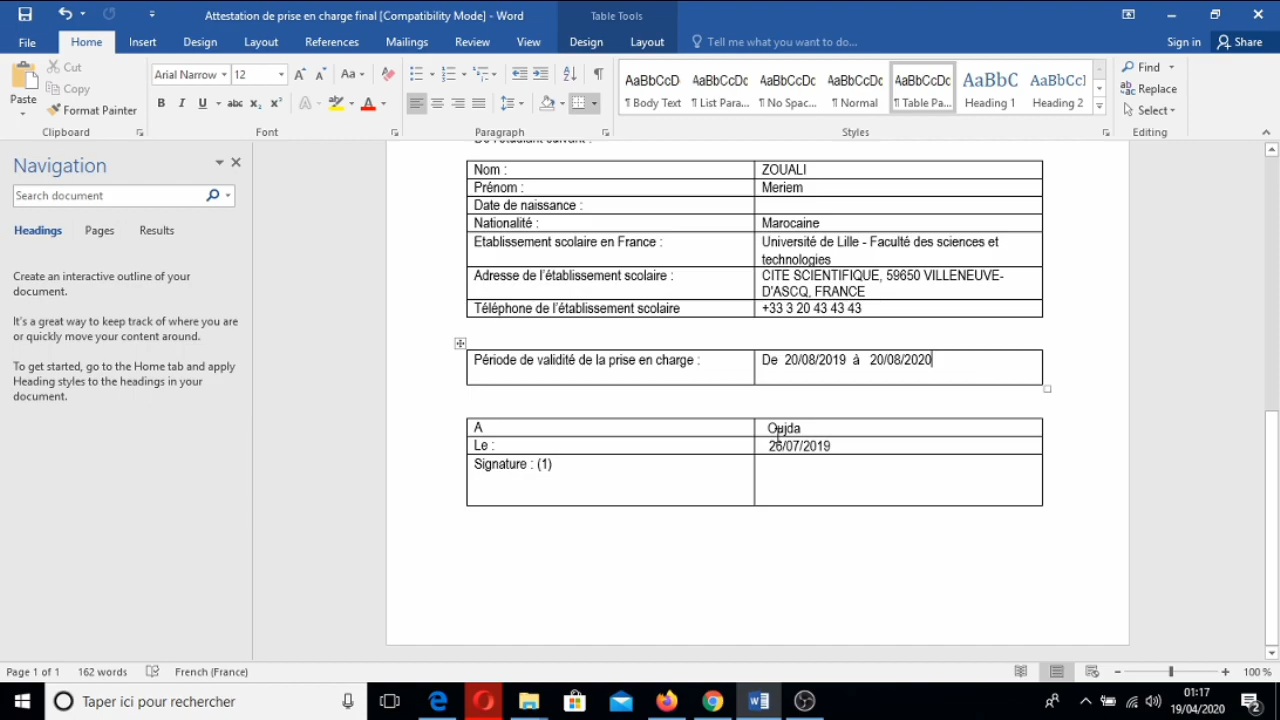 Attestation de prise en charge final [Compatibility Mode] - Word
Table Tools
File Home Insert Design Layout References Mailings Review View Design Layout Tell me what you want to do... Sign in Share
Paste
Cut
Copy
Format Painter
Clipboard
Arial Narrow 12
Font
Paragraph
AaBbCcD AaBbCcDc AaBbCcDc AaBbCcDc AaBbCcDc AaBbC AaBbCcI
¶ Body Text ¶ List Para... ¶ No Spac... ¶ Normal ¶ Table Pa... Heading 1 Heading 2
Styles
Find
Replace
Select
Editing
Navigation
Search document
Headings Pages Results
Create an interactive outline of your
document.
It's a great way to keep track of where you are
or quickly move your content around.
To get started, go to the Home tab and apply
Heading styles to the headings in your
document.
De l'étudiant suivant :
Nom : ZOUALI
Prénom : Meriem
Date de naissance :
Nationalité : Marocaine
Etablissement scolaire en France : Université de Lille - Faculté des sciences et
technologies
Adresse de l'établissement scolaire : CITE SCIENTIFIQUE, 59650 VILLENEUVE-
D'ASCQ, FRANCE
Téléphone de l'établissement scolaire +33 3 20 43 43 43
Période de validité de la prise en charge : De 20/08/2019 à 20/08/2020
A Oujda
Le : 26/07/2019
Signature : (1)
Page 1 of 1 162 words French (France) 100 %
Taper ici pour rechercher
01:17
19/04/2020
2